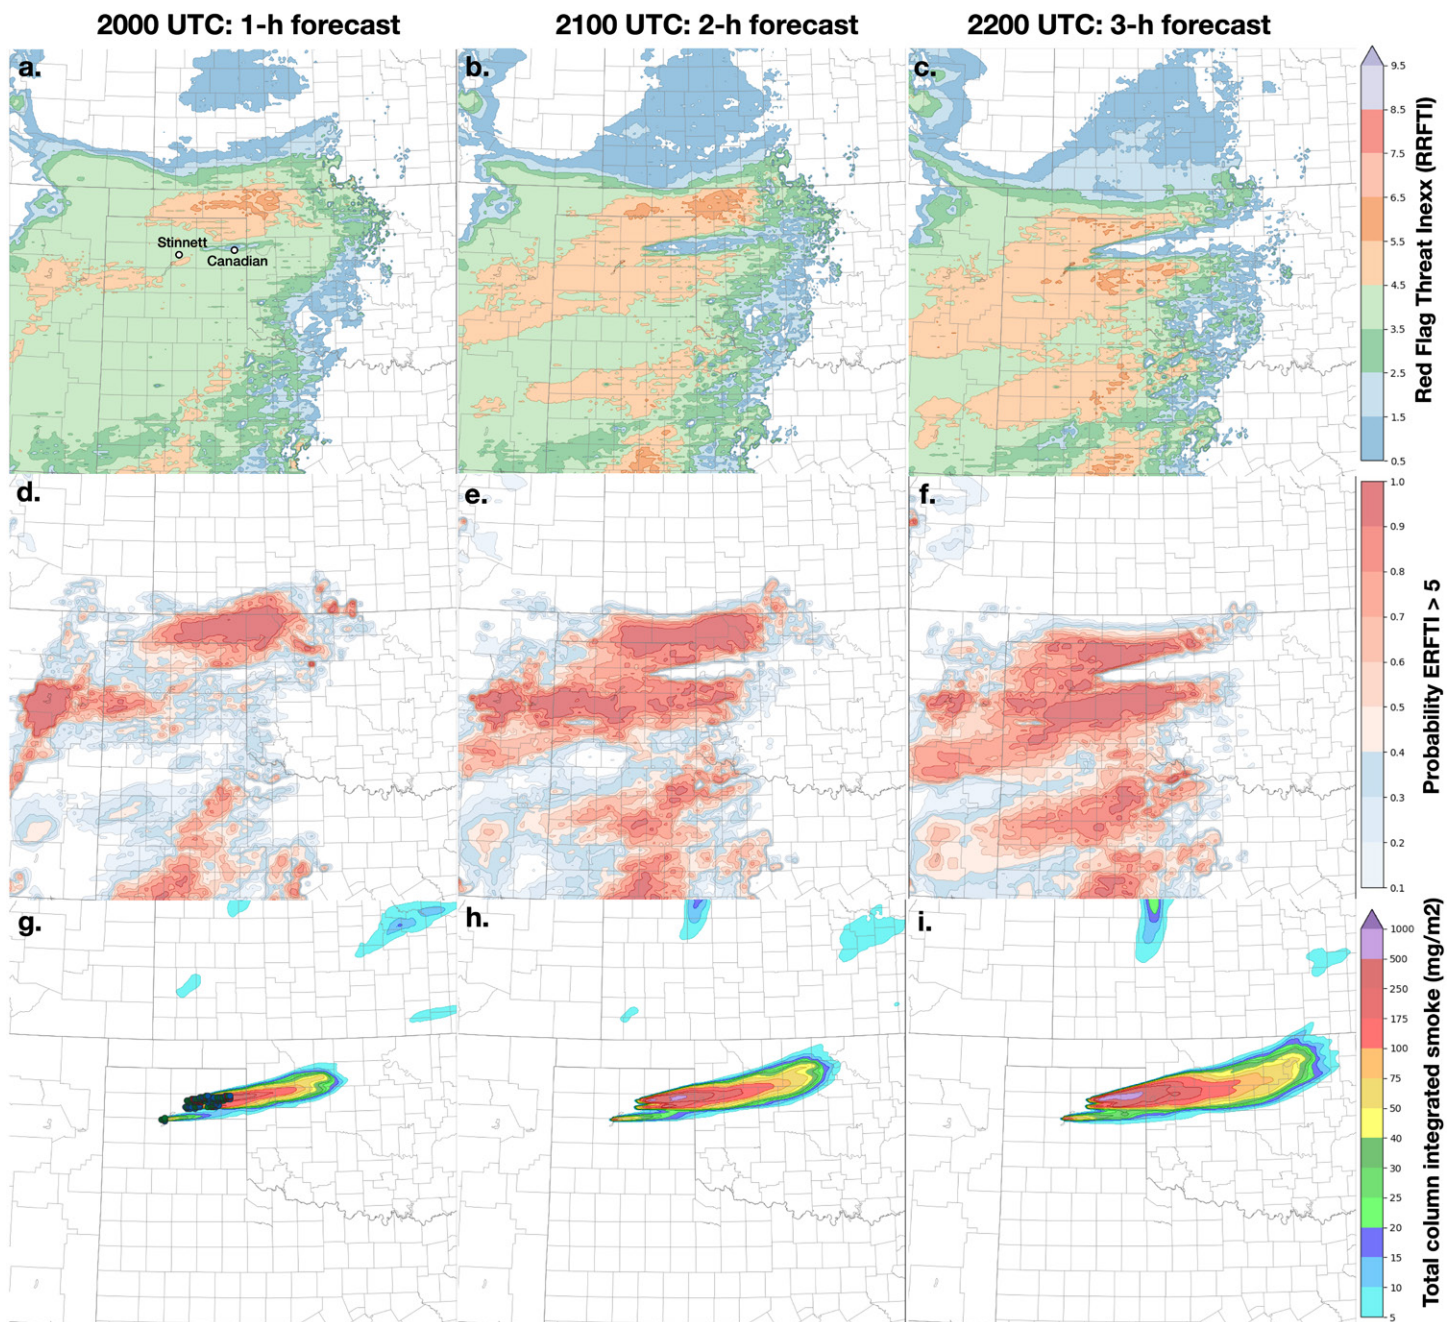 2000 UTC: 1-h forecast
2100 UTC: 2-h forecast
2200 UTC: 3-h forecast
a.
b.
c.
Stinnett
Canadian
9.5
8.5
7.5
6.5
5.5
4.5
3.5
2.5
1.5
0.5
Red Flag Threat Inexx (RRFTI)
d.
e.
f.
1.0
0.9
0.8
0.7
0.6
0.5
0.4
0.3
0.2
0.1
Probability ERFTI > 5
g.
h.
i.
1000
500
250
175
100
75
50
40
30
25
20
15
10
5
Total column integrated smoke (mg/m2)